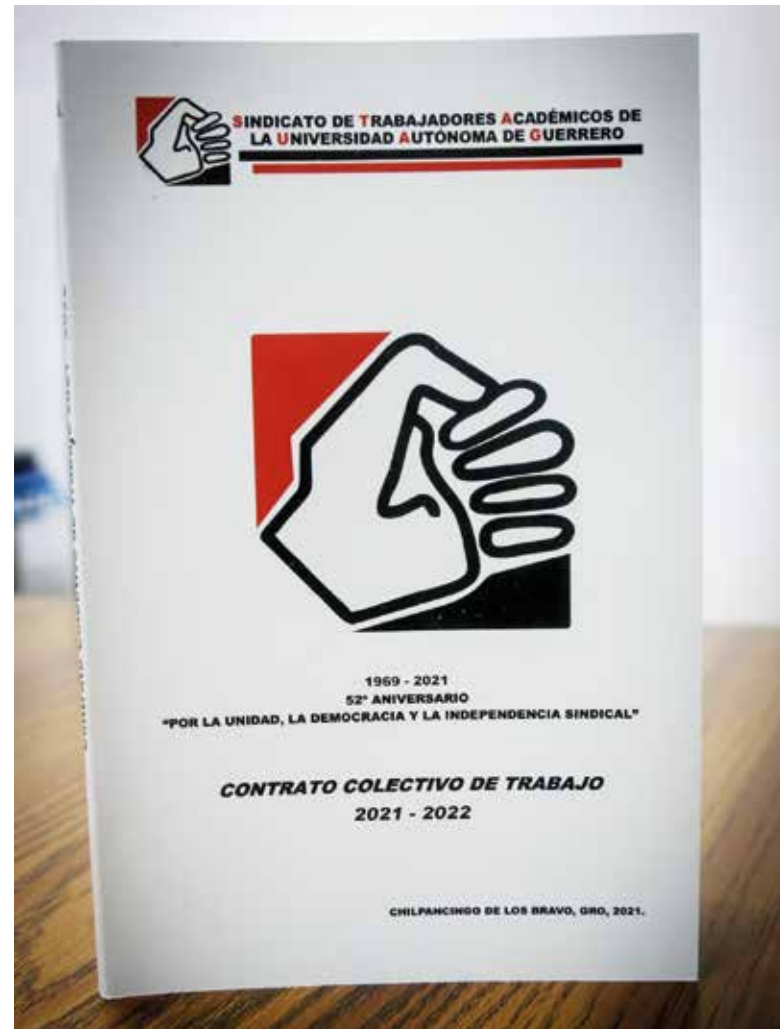 SINDICATO DE TRABAJADORES ACADÉMICOS DE
LA UNIVERSIDAD AUTÓNOMA DE GUERRERO
1969 - 2021
52° ANIVERSARIO
"POR LA UNIDAD, LA DEMOCRACIA Y LA INDEPENDENCIA SINDICAL"
CONTRATO COLECTIVO DE TRABAJO
2021 - 2022
CHILPANCINGO DE LOS BRAVO, GRO, 2021.